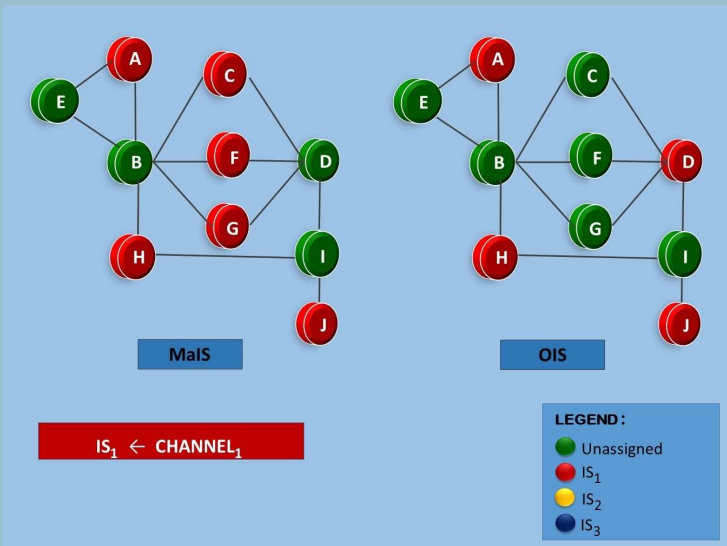 A
C
E
B
F
D
G
H
I
J
MaIS
A
C
E
B
F
D
G
H
I
J
OIS
IS₁ ← CHANNEL₁
LEGEND:
Unassigned
IS₁
IS₂
IS₃